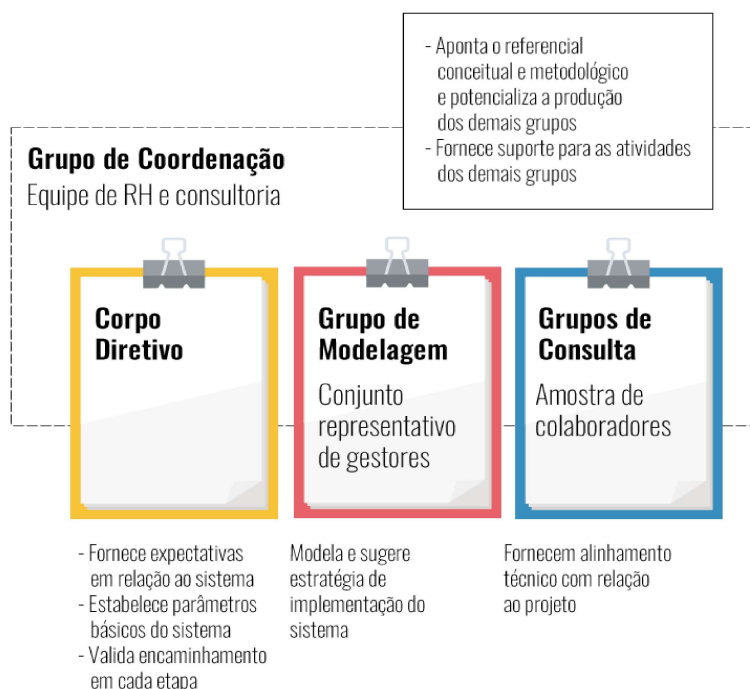 - Aponta o referencial
conceitual e metodológico
e potencializa a produção
dos demais grupos
- Fornece suporte para as atividades
dos demais grupos
Grupo de Coordenação
Equipe de RH e consultoria
Corpo
Diretivo
Grupo de
Modelagem
Conjunto
representativo
de gestores
Grupos de
Consulta
Amostra de
colaboradores
- Fornece expectativas
em relação ao sistema
- Estabelece parâmetros
básicos do sistema
- Valida encaminhamento
em cada etapa
Modela e sugere
estratégia de
implementação do
sistema
Fornecem alinhamento
técnico com relação
ao projeto